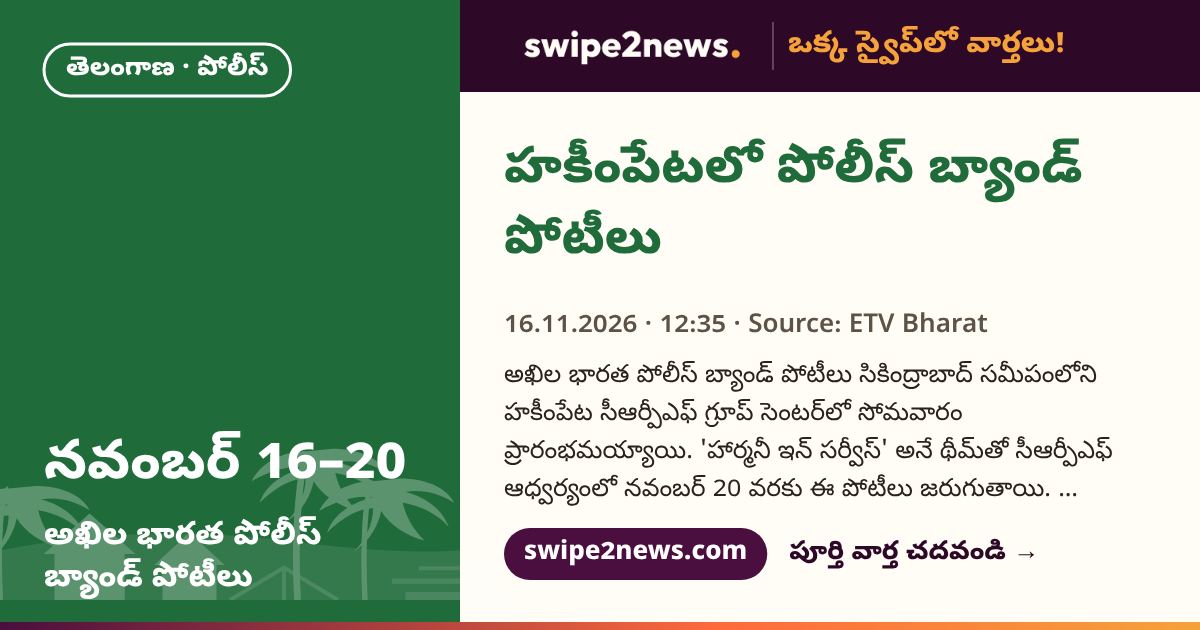 తెలంగాణ · పోలీస్
నవంబర్ 16–20
అఖిల భారత పోలీస్
బ్యాండ్ పోటీలు
swipe2news. ఒక్క స్వైప్‌లో వార్తలు!
హకీంపేటలో పోలీస్ బ్యాండ్
పోటీలు
16.11.2026 · 12:35 · Source: ETV Bharat
అఖిల భారత పోలీస్ బ్యాండ్ పోటీలు సికింద్రాబాద్ సమీపంలోని
హకీంపేట సీఆర్పీఎఫ్ గ్రూప్ సెంటర్‌లో సోమవారం
ప్రారంభమయ్యాయి. 'హార్మనీ ఇన్ సర్వీస్' అనే థీమ్‌తో సీఆర్పీఎఫ్
ఆధ్వర్యంలో నవంబర్ 20 వరకు ఈ పోటీలు జరుగుతాయి. ...
swipe2news.com పూర్తి వార్త చదవండి →